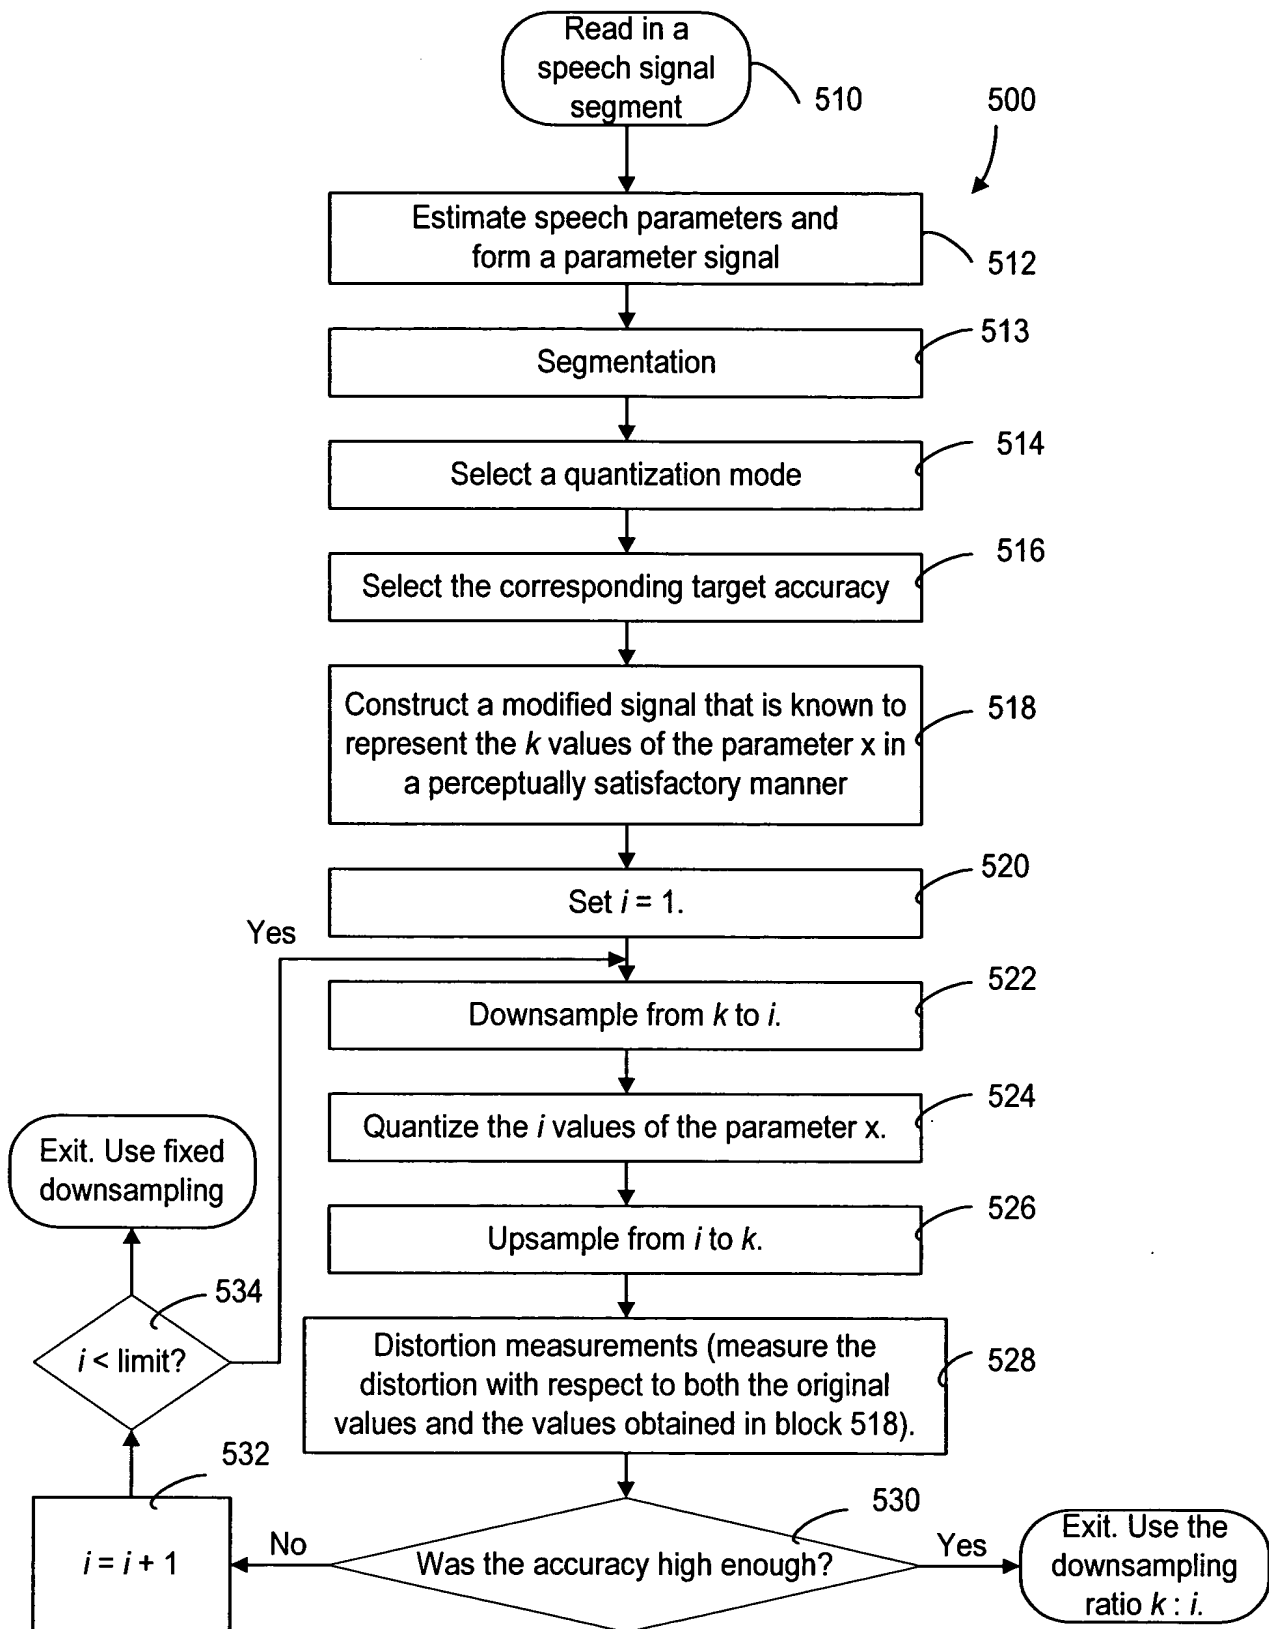 Read in a
speech signal
segment
510
500
Estimate speech parameters and
form a parameter signal
512
513
Segmentation
514
Select a quantization mode
516
Select the corresponding target accuracy
Construct a modified signal that is known to
represent the k values of the parameter x in
a perceptually satisfactory manner
518
520
Set i = 1.
Yes
522
Downsample from k to i.
524
Quantize the i values of the parameter x.
Exit. Use fixed
downsampling
526
Upsample from i to k.
534
i < limit?
Distortion measurements (measure the
distortion with respect to both the original
values and the values obtained in block 518).
528
532
530
i = i + 1
No
Was the accuracy high enough?
Yes
Exit. Use the
downsampling
ratio k : i.